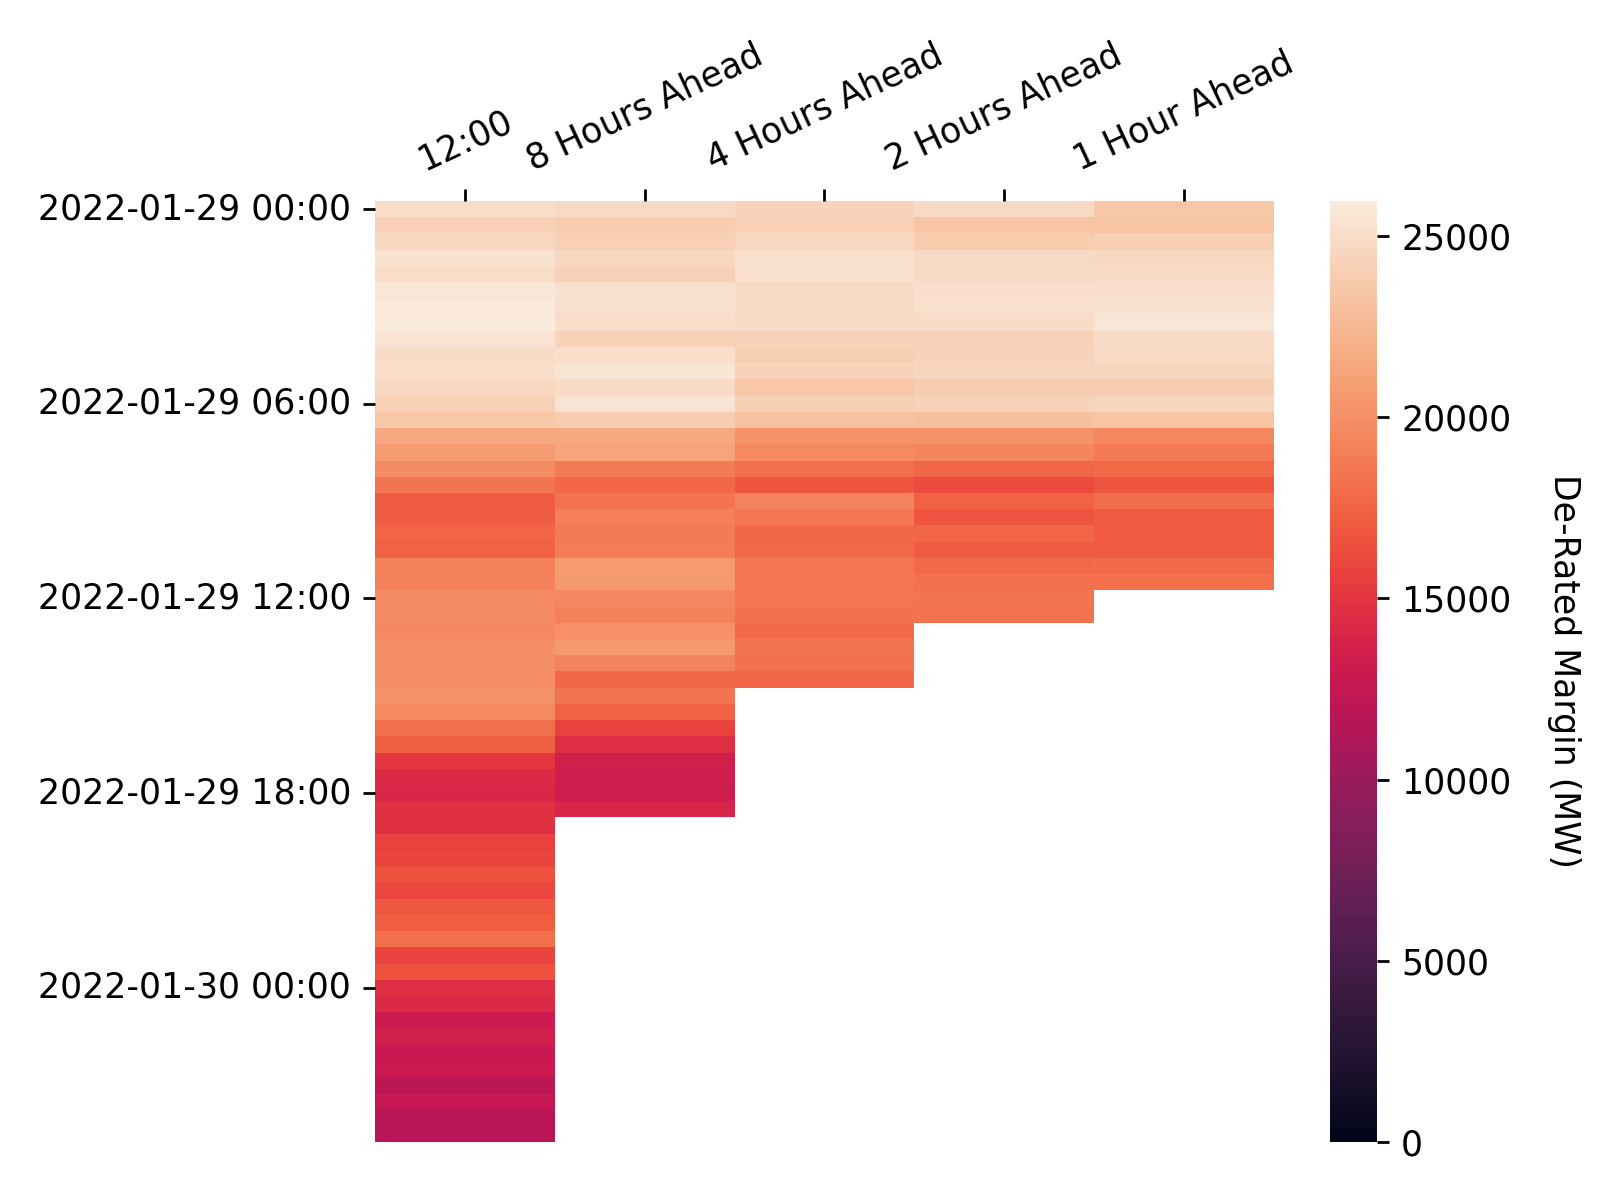 12:00
8 Hours Ahead
4 Hours Ahead
2 Hours Ahead
1 Hour Ahead
2022-01-29 00:00
2022-01-29 06:00
2022-01-29 12:00
2022-01-29 18:00
2022-01-30 00:00
25000
20000
15000
10000
5000
0
De-Rated Margin (MW)